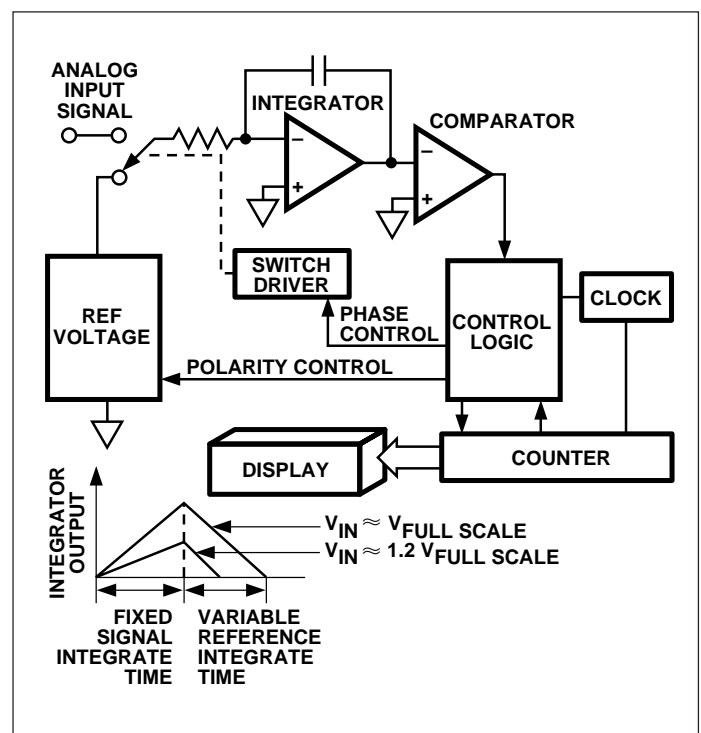 ANALOG
INPUT
SIGNAL
INTEGRATOR
COMPARATOR
–
+
–
+
SWITCH
DRIVER
REF
VOLTAGE
PHASE
CONTROL
CONTROL
LOGIC
CLOCK
POLARITY CONTROL
DISPLAY
COUNTER
INTEGRATOR
OUTPUT
VIN ≈ VFULL SCALE
VIN ≈ 1.2 VFULL SCALE
FIXED
SIGNAL
INTEGRATE
TIME
VARIABLE
REFERENCE
INTEGRATE
TIME